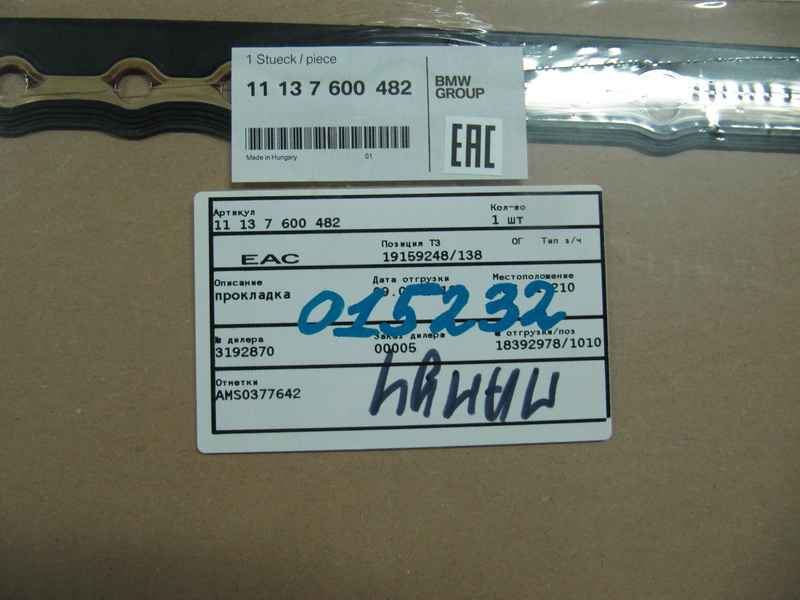 1 Stueck / piece
11 13 7 600 482
BMW
GROUP
EAC
Made in Hungary 01
Артикул Кол-во
11 13 7 600 482 1 шт
Позиция ТЗ ОГ Тип з/ч
EAC 19159248/138
Описание Дата отгрузки Местоположение
прокладка 210
015232
№ дилера Заказ дилера № отгрузки/поз
3192870 00005 18392978/1010
Отметки
AMS0377642